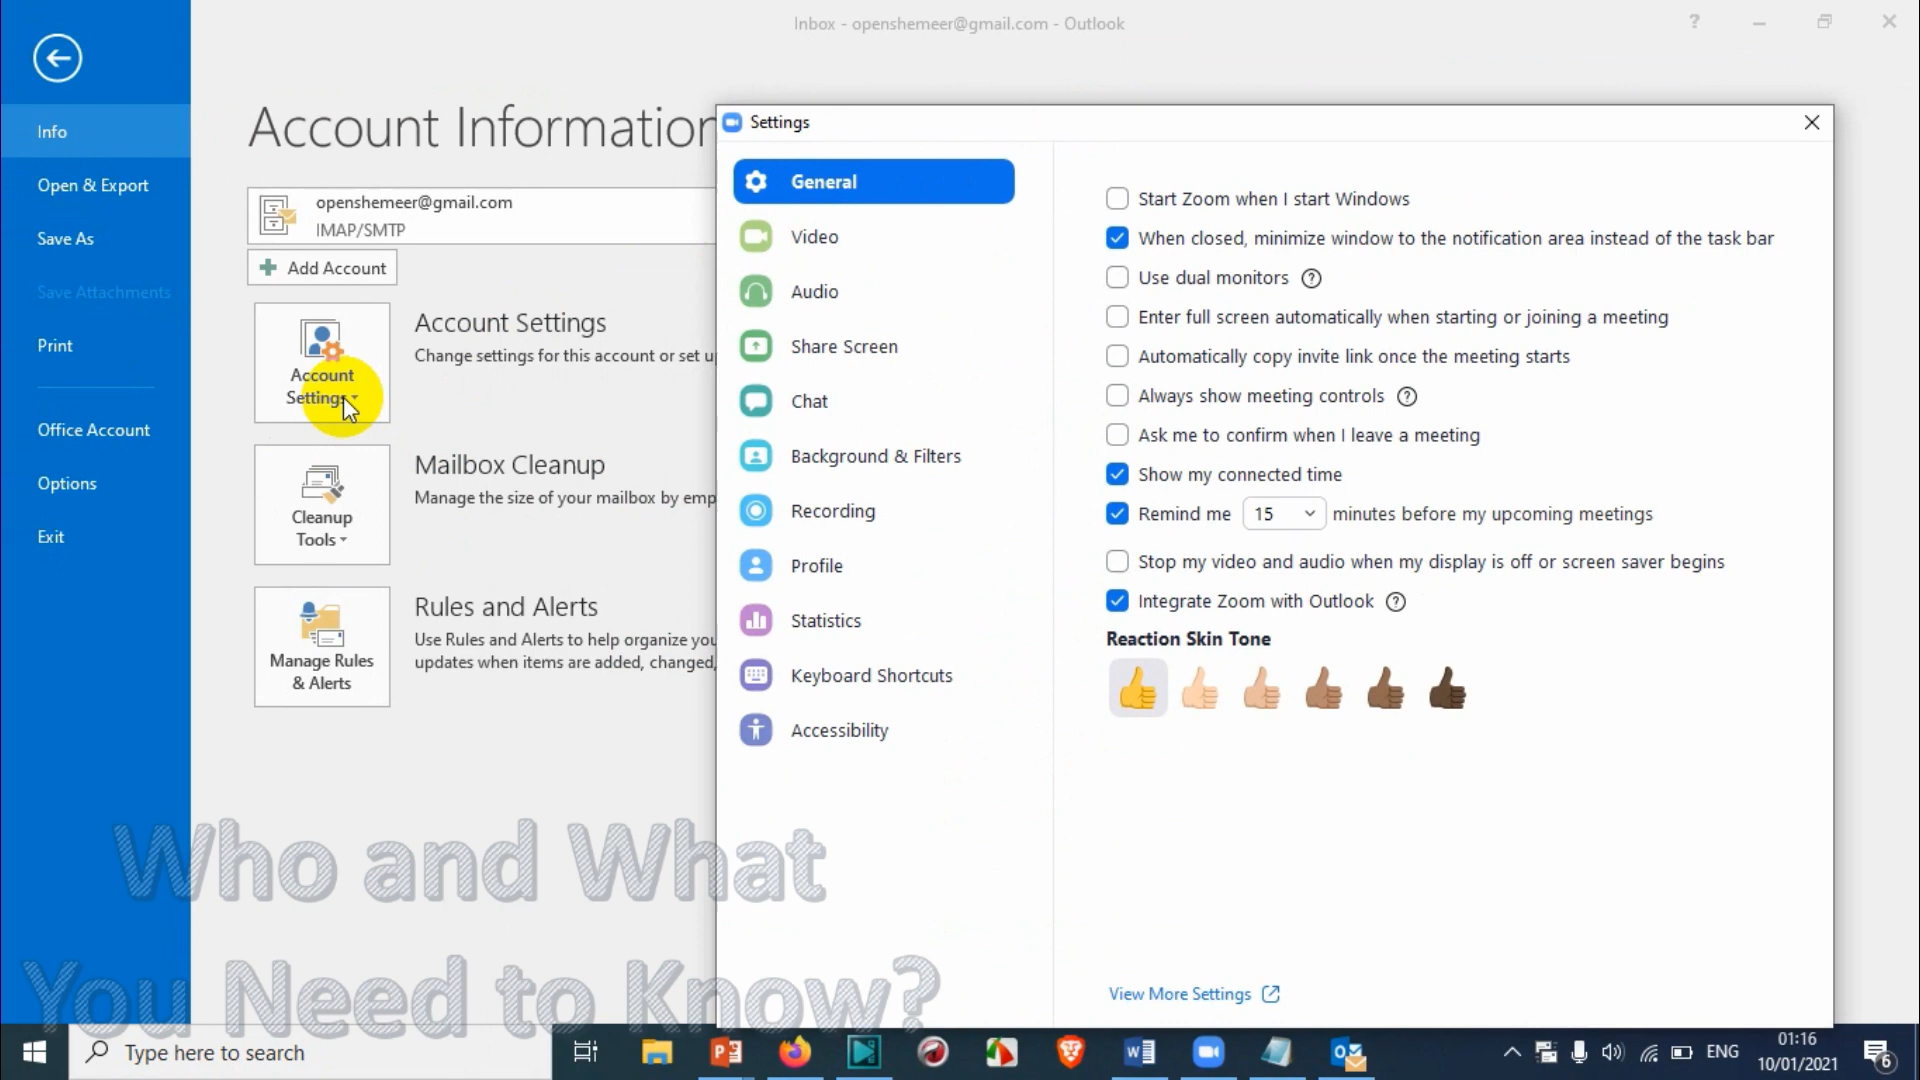 Inbox - openshemeer@gmail.com - Outlook
Info
Open & Export
Save As
Save Attachments
Print
Office Account
Options
Exit
Account Information
openshemeer@gmail.com
IMAP/SMTP
Add Account
Account
Settings
Account Settings
Change settings for this account or set u
Cleanup
Tools
Mailbox Cleanup
Manage the size of your mailbox by emp
Manage Rules
& Alerts
Rules and Alerts
Use Rules and Alerts to help organize you
updates when items are added, changed,
Settings
General
Video
Audio
Share Screen
Chat
Background & Filters
Recording
Profile
Statistics
Keyboard Shortcuts
Accessibility
Start Zoom when I start Windows
When closed, minimize window to the notification area instead of the task bar
Use dual monitors
Enter full screen automatically when starting or joining a meeting
Automatically copy invite link once the meeting starts
Always show meeting controls
Ask me to confirm when I leave a meeting
Show my connected time
Remind me 15 minutes before my upcoming meetings
Stop my video and audio when my display is off or screen saver begins
Integrate Zoom with Outlook
Reaction Skin Tone
View More Settings
Who and What
You Need to Know?
Type here to search
ENG
01:16
10/01/2021
6